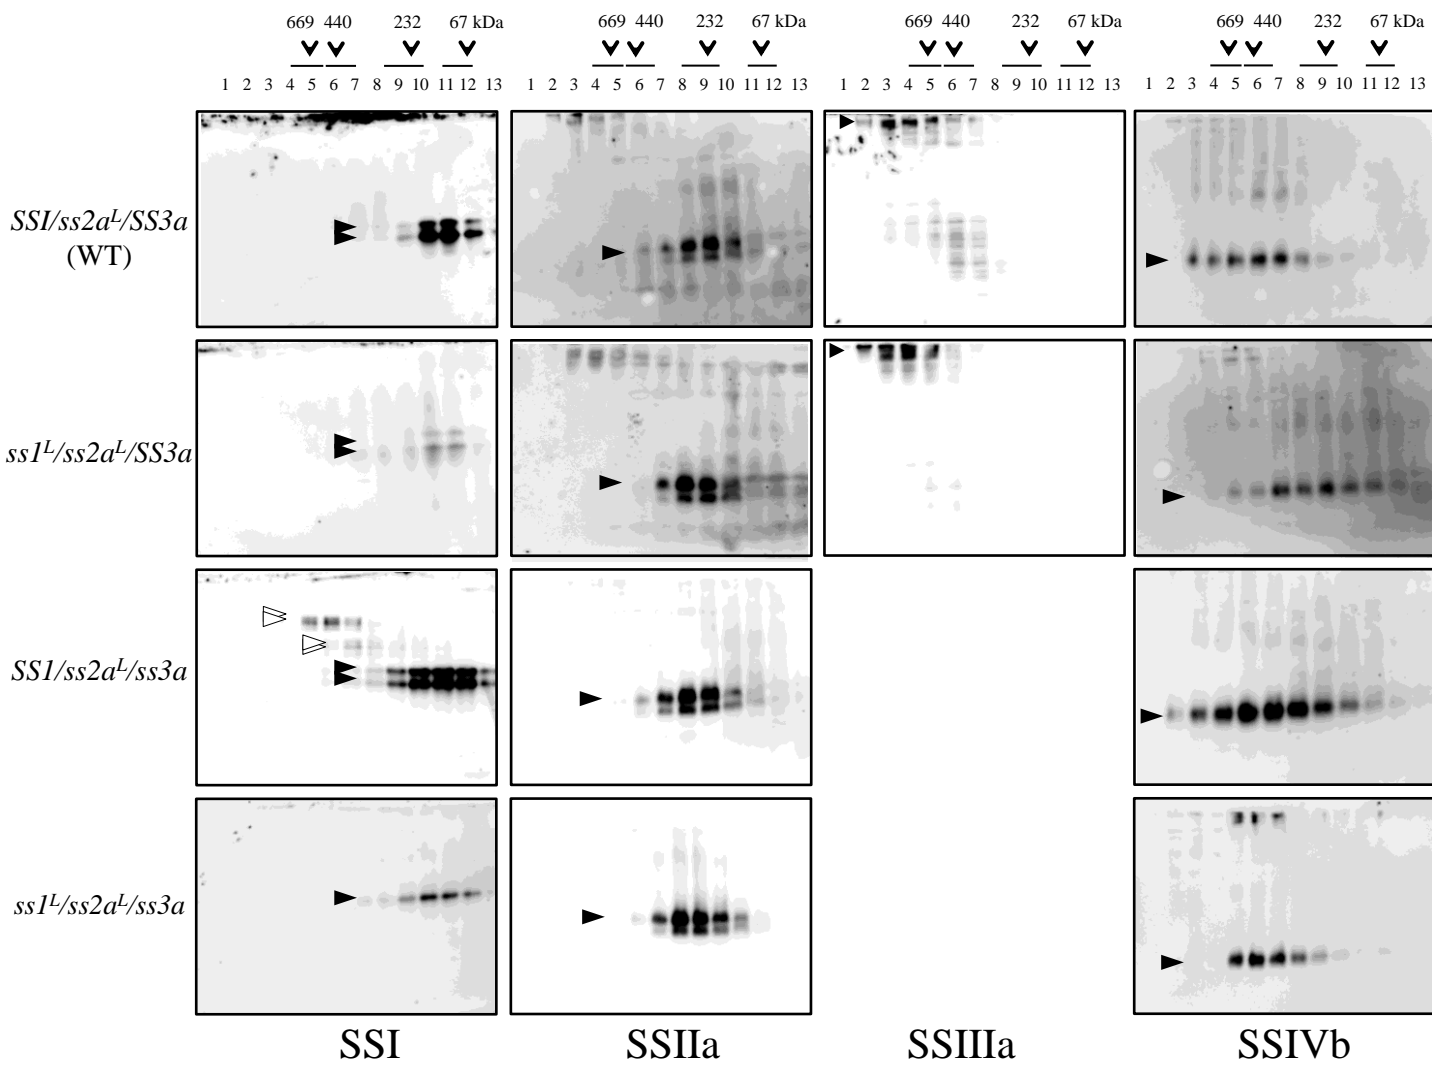 669 440 232 67 kDa 669 440 232 67 kDa 669 440 232 67 kDa 669 440 232 67 kDa
1 2 3 4 5 6 7 8 9 10 11 12 13 1 2 3 4 5 6 7 8 9 10 11 12 13 1 2 3 4 5 6 7 8 9 10 11 12 13 1 2 3 4 5 6 7 8 9 10 11 12 13
SSI/ss2aᴸ/SS3a
(WT)
ss1ᴸ/ss2aᴸ/SS3a
SS1/ss2aᴸ/ss3a
ss1ᴸ/ss2aᴸ/ss3a
SSI SSIIa SSIIIa SSIVb